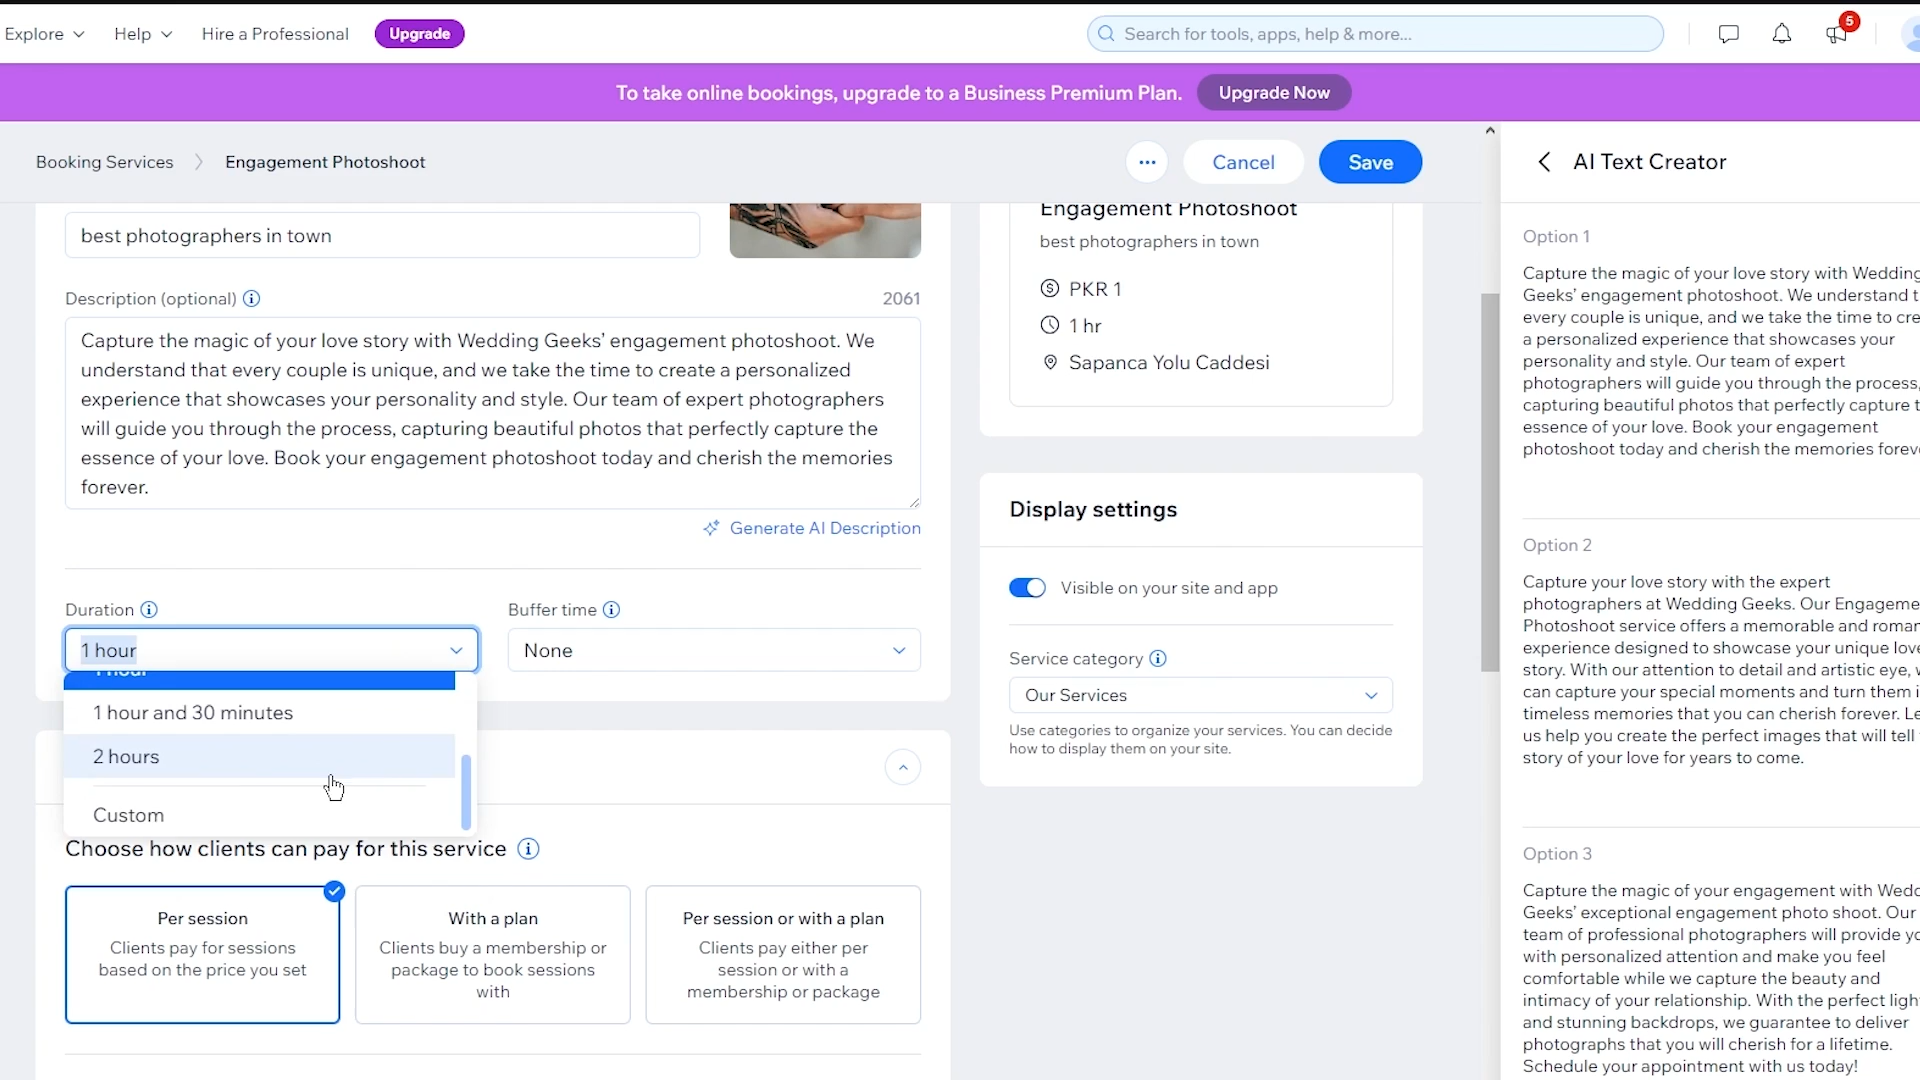 Explore
Help
Hire a Professional
Upgrade
Search for tools, apps, help & more...
5
To take online bookings, upgrade to a Business Premium Plan.
Upgrade Now
Booking Services
Engagement Photoshoot
Cancel
Save
best photographers in town
Description (optional)
2061
Capture the magic of your love story with Wedding Geeks' engagement photoshoot. We
understand that every couple is unique, and we take the time to create a personalized
experience that showcases your personality and style. Our team of expert photographers
will guide you through the process, capturing beautiful photos that perfectly capture the
essence of your love. Book your engagement photoshoot today and cherish the memories
forever.
Generate AI Description
Duration
Buffer time
1 hour
None
1 hour
1 hour and 30 minutes
2 hours
Custom
Choose how clients can pay for this service
Per session
Clients pay for sessions
based on the price you set
With a plan
Clients buy a membership or
package to book sessions
with
Per session or with a plan
Clients pay either per
session or with a
membership or package
Engagement Photoshoot
best photographers in town
PKR 1
1 hr
Sapanca Yolu Caddesi
Display settings
Visible on your site and app
Service category
Our Services
Use categories to organize your services. You can decide
how to display them on your site.
AI Text Creator
Option 1
Capture the magic of your love story with Wedding
Geeks' engagement photoshoot. We understand t
every couple is unique, and we take the time to cre
a personalized experience that showcases your
personality and style. Our team of expert
photographers will guide you through the process,
capturing beautiful photos that perfectly capture t
essence of your love. Book your engagement
photoshoot today and cherish the memories foreve
Option 2
Capture your love story with the expert
photographers at Wedding Geeks. Our Engageme
Photoshoot service offers a memorable and roman
experience designed to showcase your unique love
story. With our attention to detail and artistic eye, w
can capture your special moments and turn them i
timeless memories that you can cherish forever. Le
us help you create the perfect images that will tell
story of your love for years to come.
Option 3
Capture the magic of your engagement with Wedd
Geeks' exceptional engagement photo shoot. Our
team of professional photographers will provide yo
with personalized attention and make you feel
comfortable while we capture the beauty and
intimacy of your relationship. With the perfect ligh
and stunning backdrops, we guarantee to deliver
photographs that you will cherish for a lifetime.
Schedule your appointment with us today!